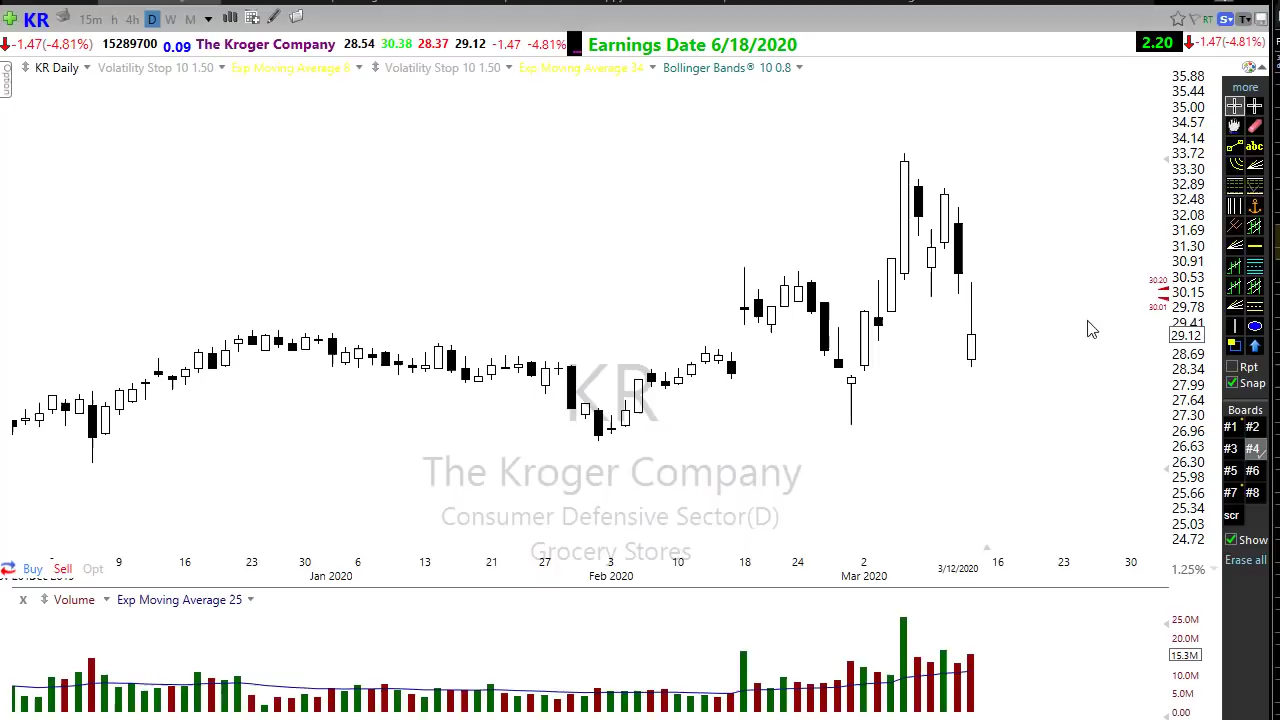 KR 15m h 4h D W M RT S T
-1.47(-4.81%) 15289700 0.09 The Kroger Company 28.54 30.38 28.37 29.12 -1.47 -4.81% Earnings Date 6/18/2020 2.20 -1.47(-4.81%)
Option
KR Daily Volatility Stop 10 1.50 Exp Moving Average 8 Volatility Stop 10 1.50 Exp Moving Average 34 Bollinger Bands® 10 0.8
35.88
35.44
35.00
34.57
34.14
33.72
33.30
32.89
32.48
32.08
31.69
31.30
30.91
30.53
30.20
30.15
30.01
29.78
29.41
29.12
28.69
28.34
27.99
27.64
27.30
26.96
26.63
26.30
25.98
25.66
25.34
25.03
24.72
1.25%
more
abc
Rpt
Snap
Boards
#1 #2
#3 #4
#5 #6
#7 #8
scr
Show
Erase all
KR
The Kroger Company
Consumer Defensive Sector(D)
Grocery Stores
9 16 23 30 6 13 21 27 3 10 18 24 2 3/12/2020 16 23 30
Buy Sell Opt
Jan 2020 Feb 2020 Mar 2020
x Volume Exp Moving Average 25
25.0M
20.0M
15.3M
10.0M
5.0M
0.00